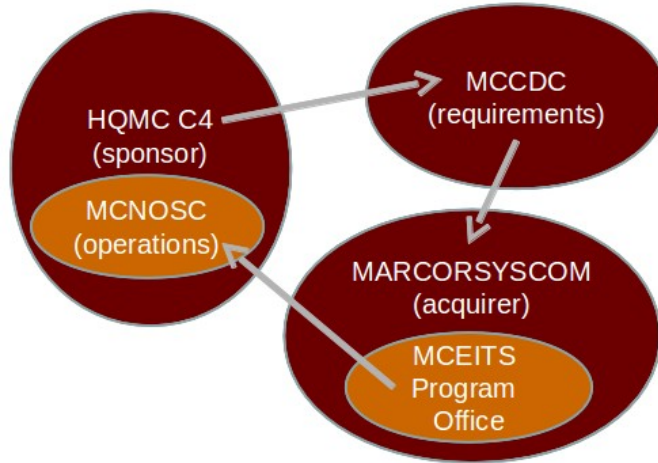 HQMC C4
(sponsor)
MCNOSC
(operations)
MCCDC
(requirements)
MARCORSYSCOM
(acquirer)
MCEITS
Program
Office